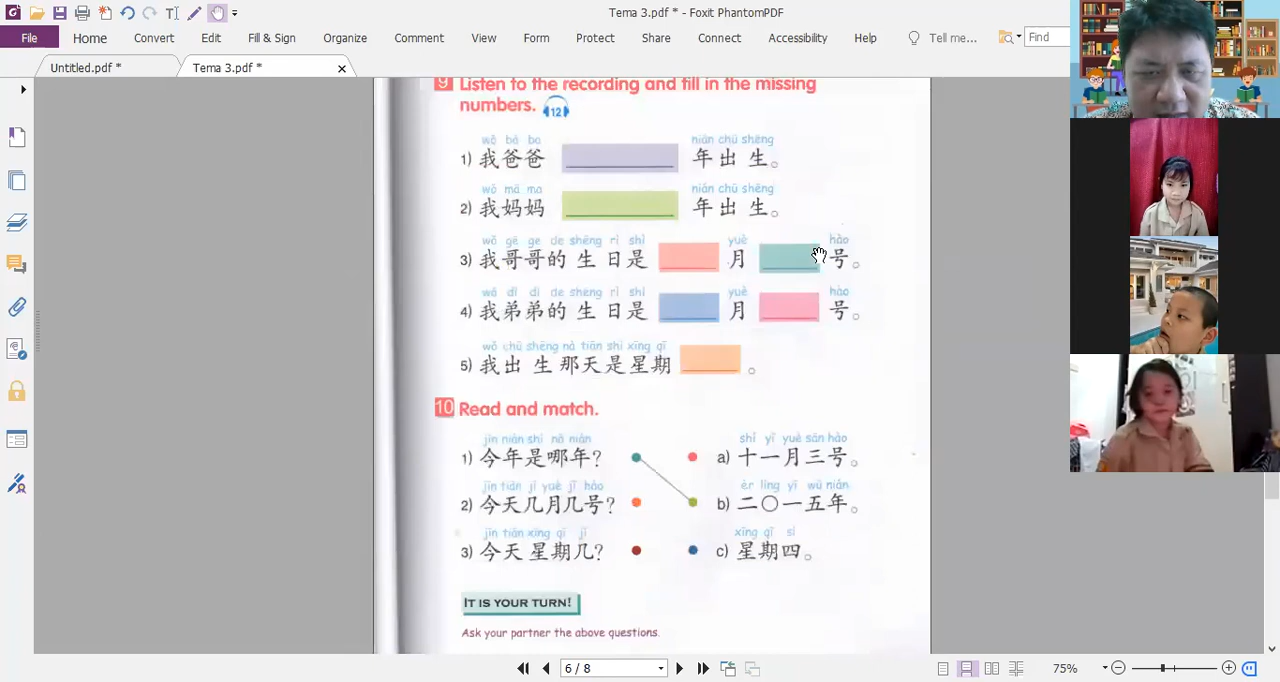 Tema 3.pdf * - Foxit PhantomPDF
File Home Convert Edit Fill & Sign Organize Comment View Form Protect Share Connect Accessibility Help Tell me... Find
Untitled.pdf * Tema 3.pdf *
9 Listen to the recording and fill in the missing
numbers. 12
wǒ bà ba nián chū shēng
1) 我爸爸 年出生。
wǒ mā ma nián chū shēng
2) 我妈妈 年出生。
wǒ gē ge de shēng rì shì yuè hào
3) 我哥哥的生日是 月 号。
wǒ dì di de shēng rì shì yuè hào
4) 我弟弟的生日是 月 号。
wǒ chū shēng nà tiān shì xīng qī
5) 我出生那天是星期 。
10 Read and match.
jīn nián shì nǎ nián shí yī yuè sān hào
1) 今年是哪年? a) 十一月三号。
jīn tiān jǐ yuè jǐ hào èr líng yī wǔ nián
2) 今天几月几号? b) 二〇一五年。
jīn tiān xīng qī jǐ xīng qī sì
3) 今天星期几? c) 星期四。
IT IS YOUR TURN!
Ask your partner the above questions.
6 / 8 75%